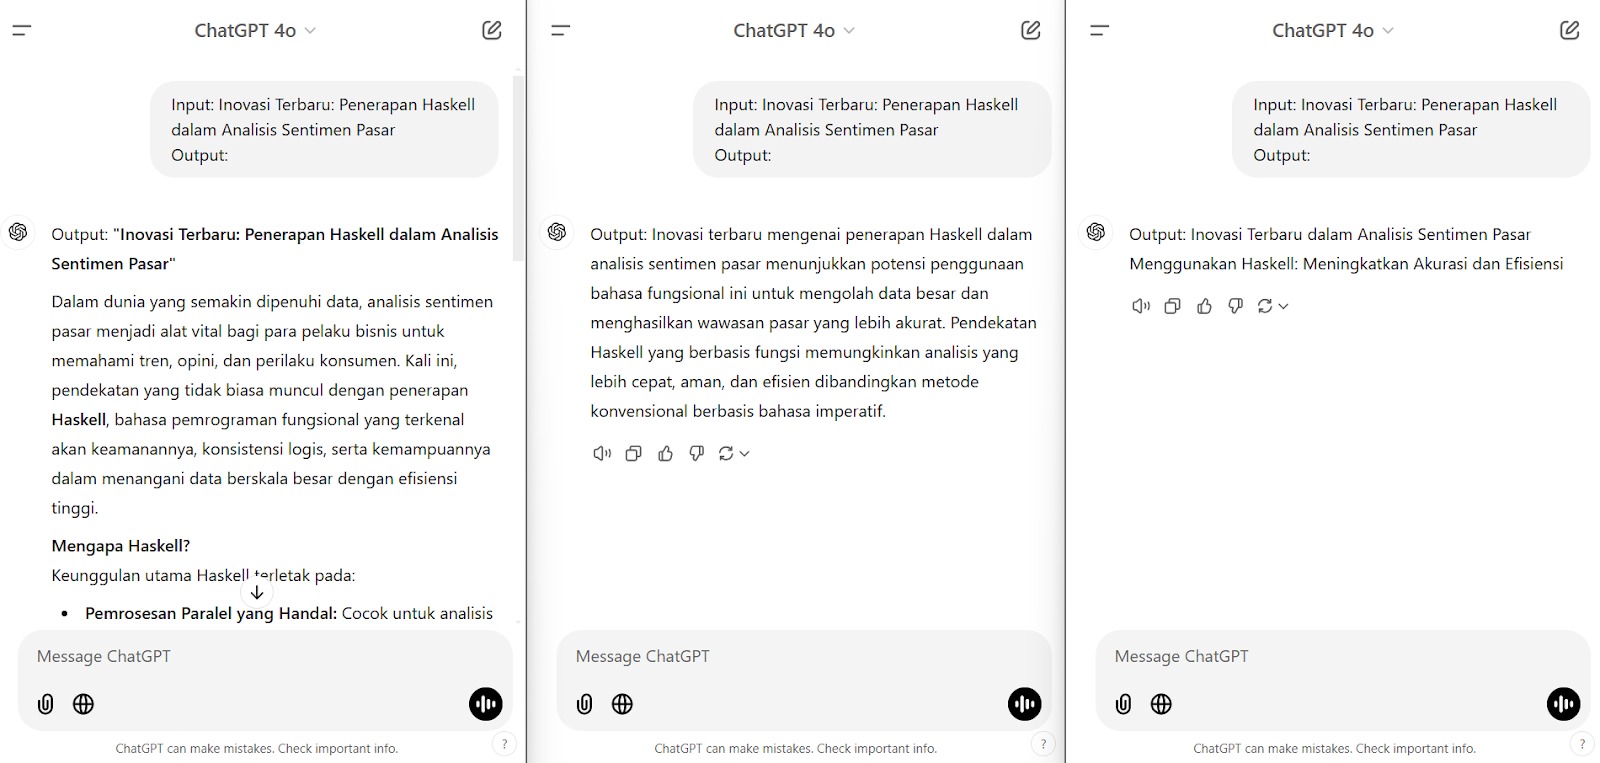 ChatGPT 4o
Input: Inovasi Terbaru: Penerapan Haskell
dalam Analisis Sentimen Pasar
Output:
Output: "Inovasi Terbaru: Penerapan Haskell dalam Analisis
Sentimen Pasar"
Dalam dunia yang semakin dipenuhi data, analisis sentimen
pasar menjadi alat vital bagi para pelaku bisnis untuk
memahami tren, opini, dan perilaku konsumen. Kali ini,
pendekatan yang tidak biasa muncul dengan penerapan
Haskell, bahasa pemrograman fungsional yang terkenal
akan keamanannya, konsistensi logis, serta kemampuannya
dalam menangani data berskala besar dengan efisiensi
tinggi.
Mengapa Haskell?
Keunggulan utama Haskell terletak pada:
• Pemrosesan Paralel yang Handal: Cocok untuk analisis
Message ChatGPT
ChatGPT can make mistakes. Check important info.
?
ChatGPT 4o
Input: Inovasi Terbaru: Penerapan Haskell
dalam Analisis Sentimen Pasar
Output:
Output: Inovasi terbaru mengenai penerapan Haskell dalam
analisis sentimen pasar menunjukkan potensi penggunaan
bahasa fungsional ini untuk mengolah data besar dan
menghasilkan wawasan pasar yang lebih akurat. Pendekatan
Haskell yang berbasis fungsi memungkinkan analisis yang
lebih cepat, aman, dan efisien dibandingkan metode
konvensional berbasis bahasa imperatif.
Message ChatGPT
ChatGPT can make mistakes. Check important info.
?
ChatGPT 4o
Input: Inovasi Terbaru: Penerapan Haskell
dalam Analisis Sentimen Pasar
Output:
Output: Inovasi Terbaru dalam Analisis Sentimen Pasar
Menggunakan Haskell: Meningkatkan Akurasi dan Efisiensi
Message ChatGPT
ChatGPT can make mistakes. Check important info.
?